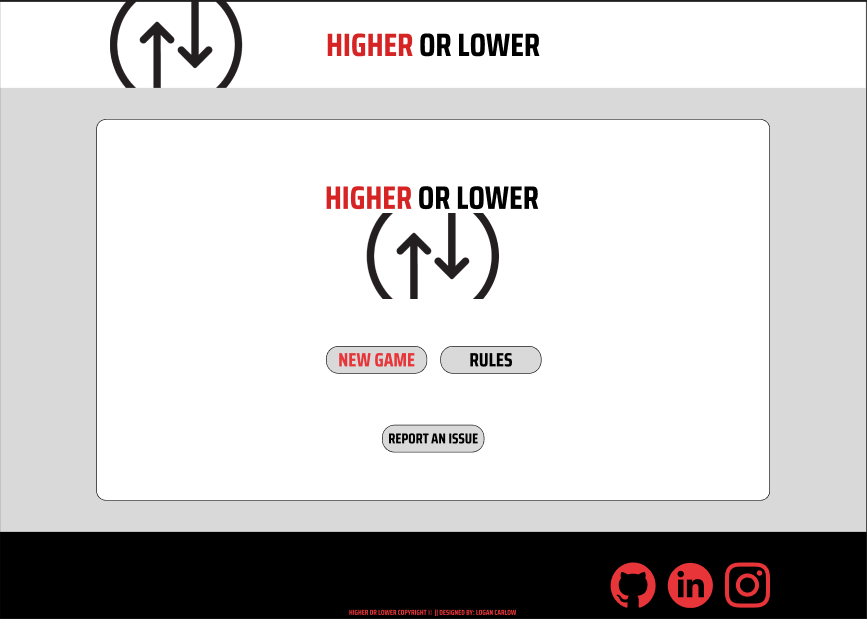 HIGHER OR LOWER
HIGHER OR LOWER
NEW GAME
RULES
REPORT AN ISSUE
in
HIGHER OR LOWER COPYRIGHT © || DESIGNED BY: LOGAN CARLOW